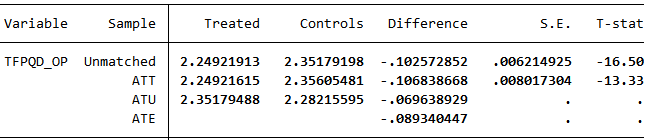 Variable Sample Treated Controls Difference S.E. T-stat
TFPQD_OP Unmatched 2.24921913 2.35179198 -.102572852 .006214925 -16.50
ATT 2.24921615 2.35605481 -.106838668 .008017304 -13.33
ATU 2.35179488 2.28215595 -.069638929 . .
ATE -.089340447 . .